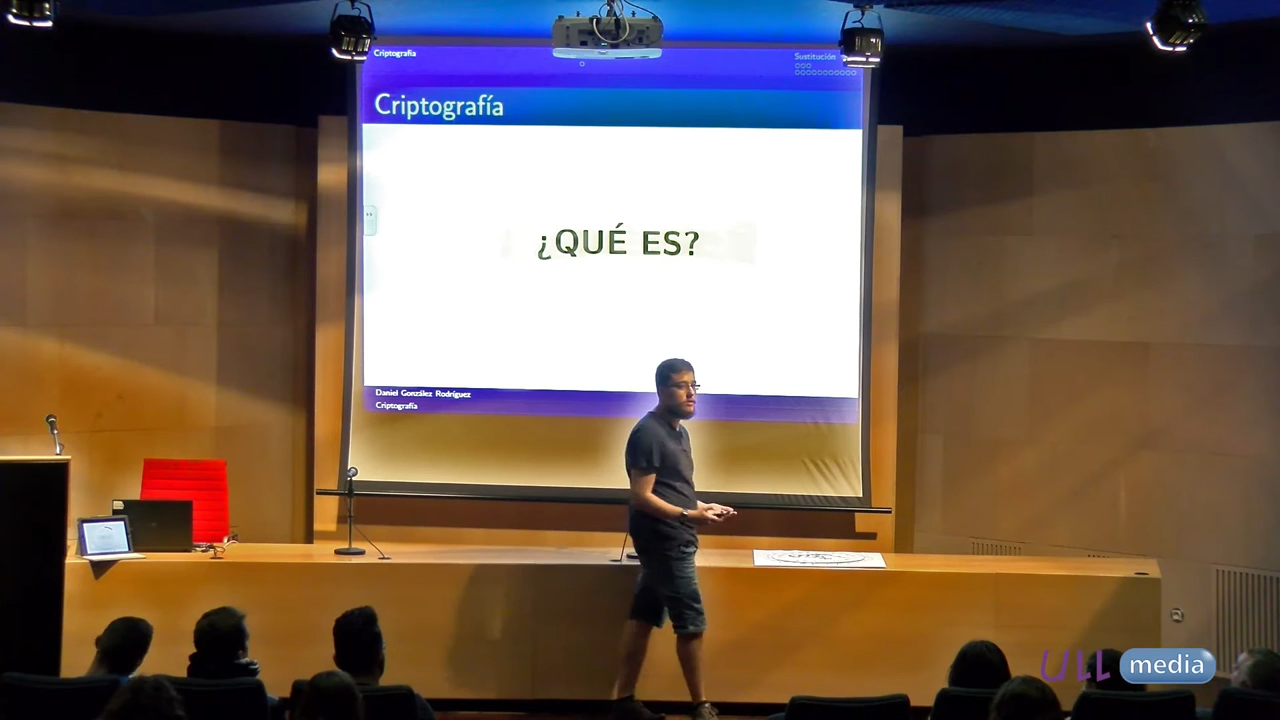 Criptografía
Sustitución
Criptografía
¿QUÉ ES?
Daniel González Rodríguez
Criptografía
ULL media